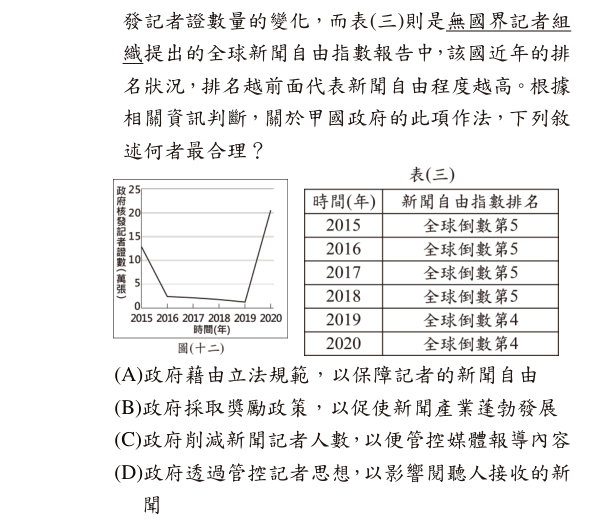 發記者證數量的變化，而表(三)則是無國界記者組
織提出的全球新聞自由指數報告中，該國近年的排
名狀況，排名越前面代表新聞自由程度越高。根據
相關資訊判斷，關於甲國政府的此項作法，下列敘
述何者最合理？
政府核發記者證數(萬張)
25
20
15
10
5
0
2015 2016 2017 2018 2019 2020
時間(年)
圖(十二)
表(三)
時間(年) 新聞自由指數排名
2015 全球倒數第5
2016 全球倒數第5
2017 全球倒數第5
2018 全球倒數第5
2019 全球倒數第4
2020 全球倒數第4
(A)政府藉由立法規範，以保障記者的新聞自由
(B)政府採取獎勵政策，以促使新聞產業蓬勃發展
(C)政府削減新聞記者人數，以便管控媒體報導內容
(D)政府透過管控記者思想，以影響閱聽人接收的新
聞